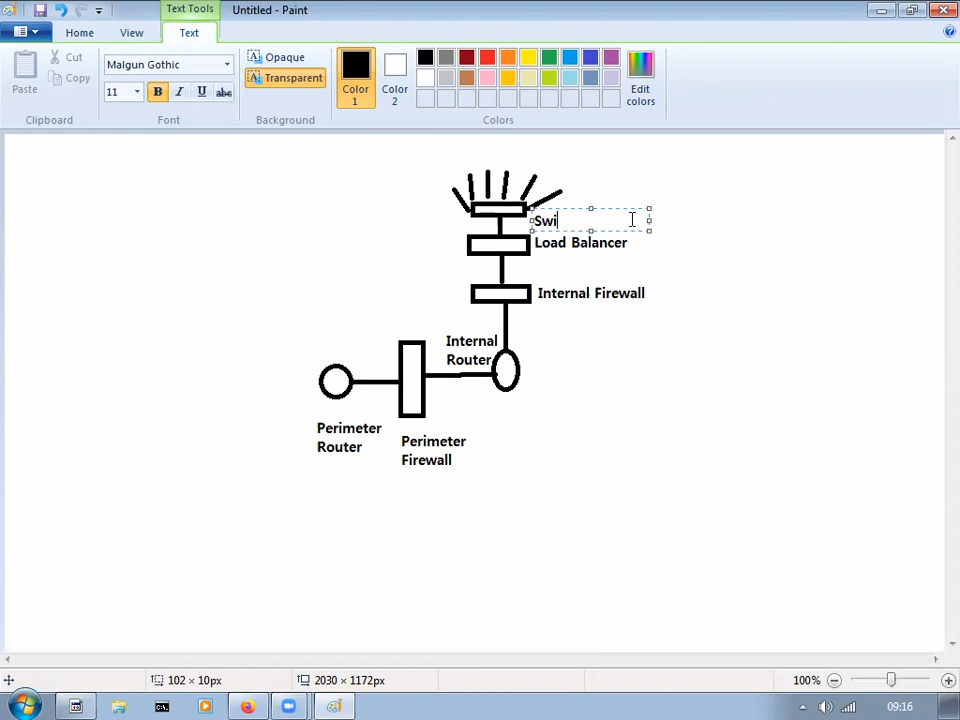 Text Tools
Untitled - Paint
Home
View
Text
Paste
Cut
Copy
Clipboard
Malgun Gothic
11
B
I
U
abc
Font
Opaque
Transparent
Background
Color
1
Color
2
Edit
colors
Colors
Swi
Load Balancer
Internal Firewall
Internal
Router
Perimeter
Router
Perimeter
Firewall
102 × 10px
2030 × 1172px
100%
09:16